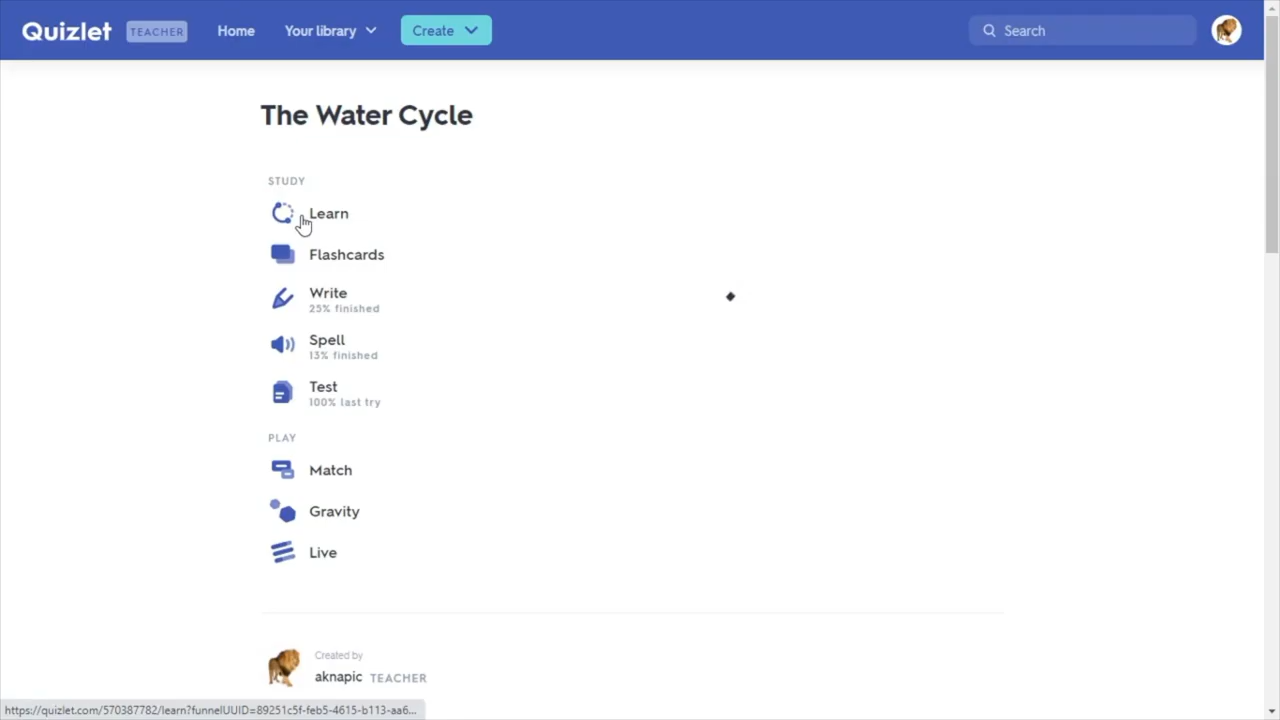 Quizlet TEACHER Home Your library Create Search
The Water Cycle
STUDY
Learn
Flashcards
Write
25% finished
Spell
13% finished
Test
100% last try
PLAY
Match
Gravity
Live
Created by
aknapic TEACHER
https://quizlet.com/570387782/learn?funnelUUID=89251c5f-feb5-4615-b113-aa6...